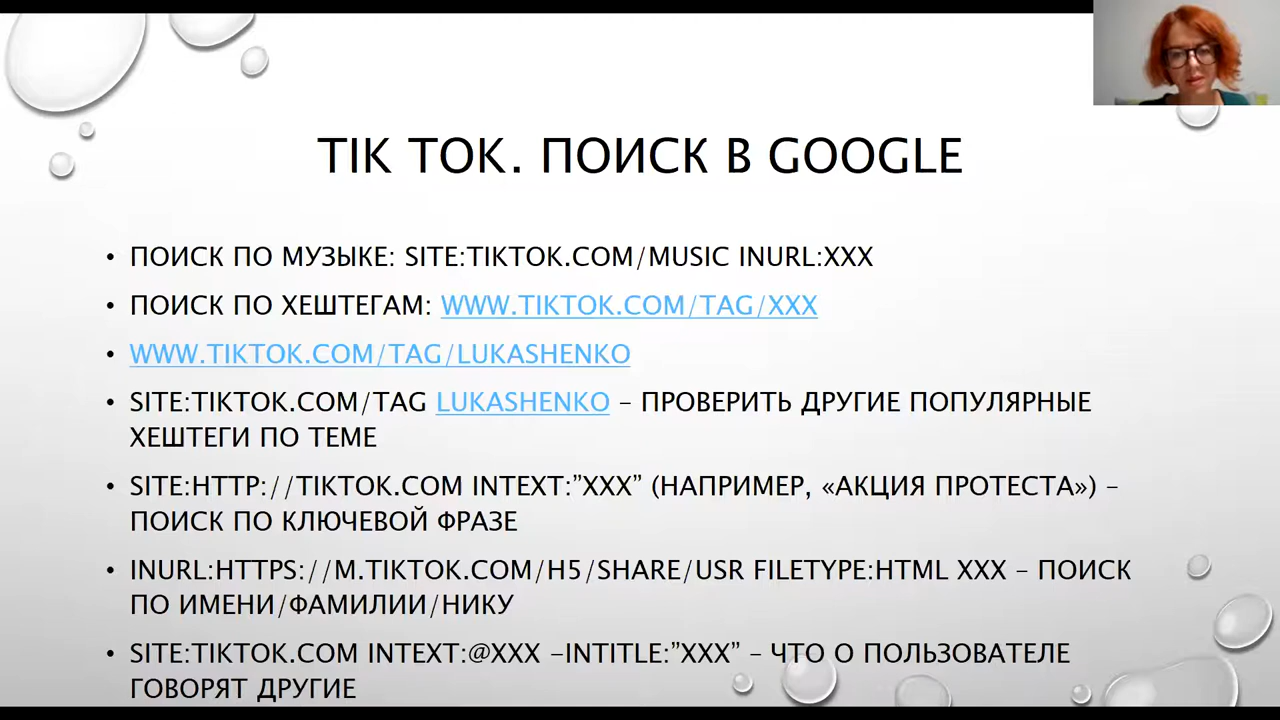 TIK TOK. ПОИСК В GOOGLE
• ПОИСК ПО МУЗЫКЕ: SITE:TIKTOK.COM/MUSIC INURL:XXX
• ПОИСК ПО ХЕШТЕГАМ: WWW.TIKTOK.COM/TAG/XXX
• WWW.TIKTOK.COM/TAG/LUKASHENKO
• SITE:TIKTOK.COM/TAG LUKASHENKO – ПРОВЕРИТЬ ДРУГИЕ ПОПУЛЯРНЫЕ
ХЕШТЕГИ ПО ТЕМЕ
• SITE:HTTP://TIKTOK.COM INTEXT:”XXX” (НАПРИМЕР, «АКЦИЯ ПРОТЕСТА») –
ПОИСК ПО КЛЮЧЕВОЙ ФРАЗЕ
• INURL:HTTPS://M.TIKTOK.COM/H5/SHARE/USR FILETYPE:HTML XXX – ПОИСК
ПО ИМЕНИ/ФАМИЛИИ/НИКУ
• SITE:TIKTOK.COM INTEXT:@XXX –INTITLE:”XXX” – ЧТО О ПОЛЬЗОВАТЕЛЕ
ГОВОРЯТ ДРУГИЕ